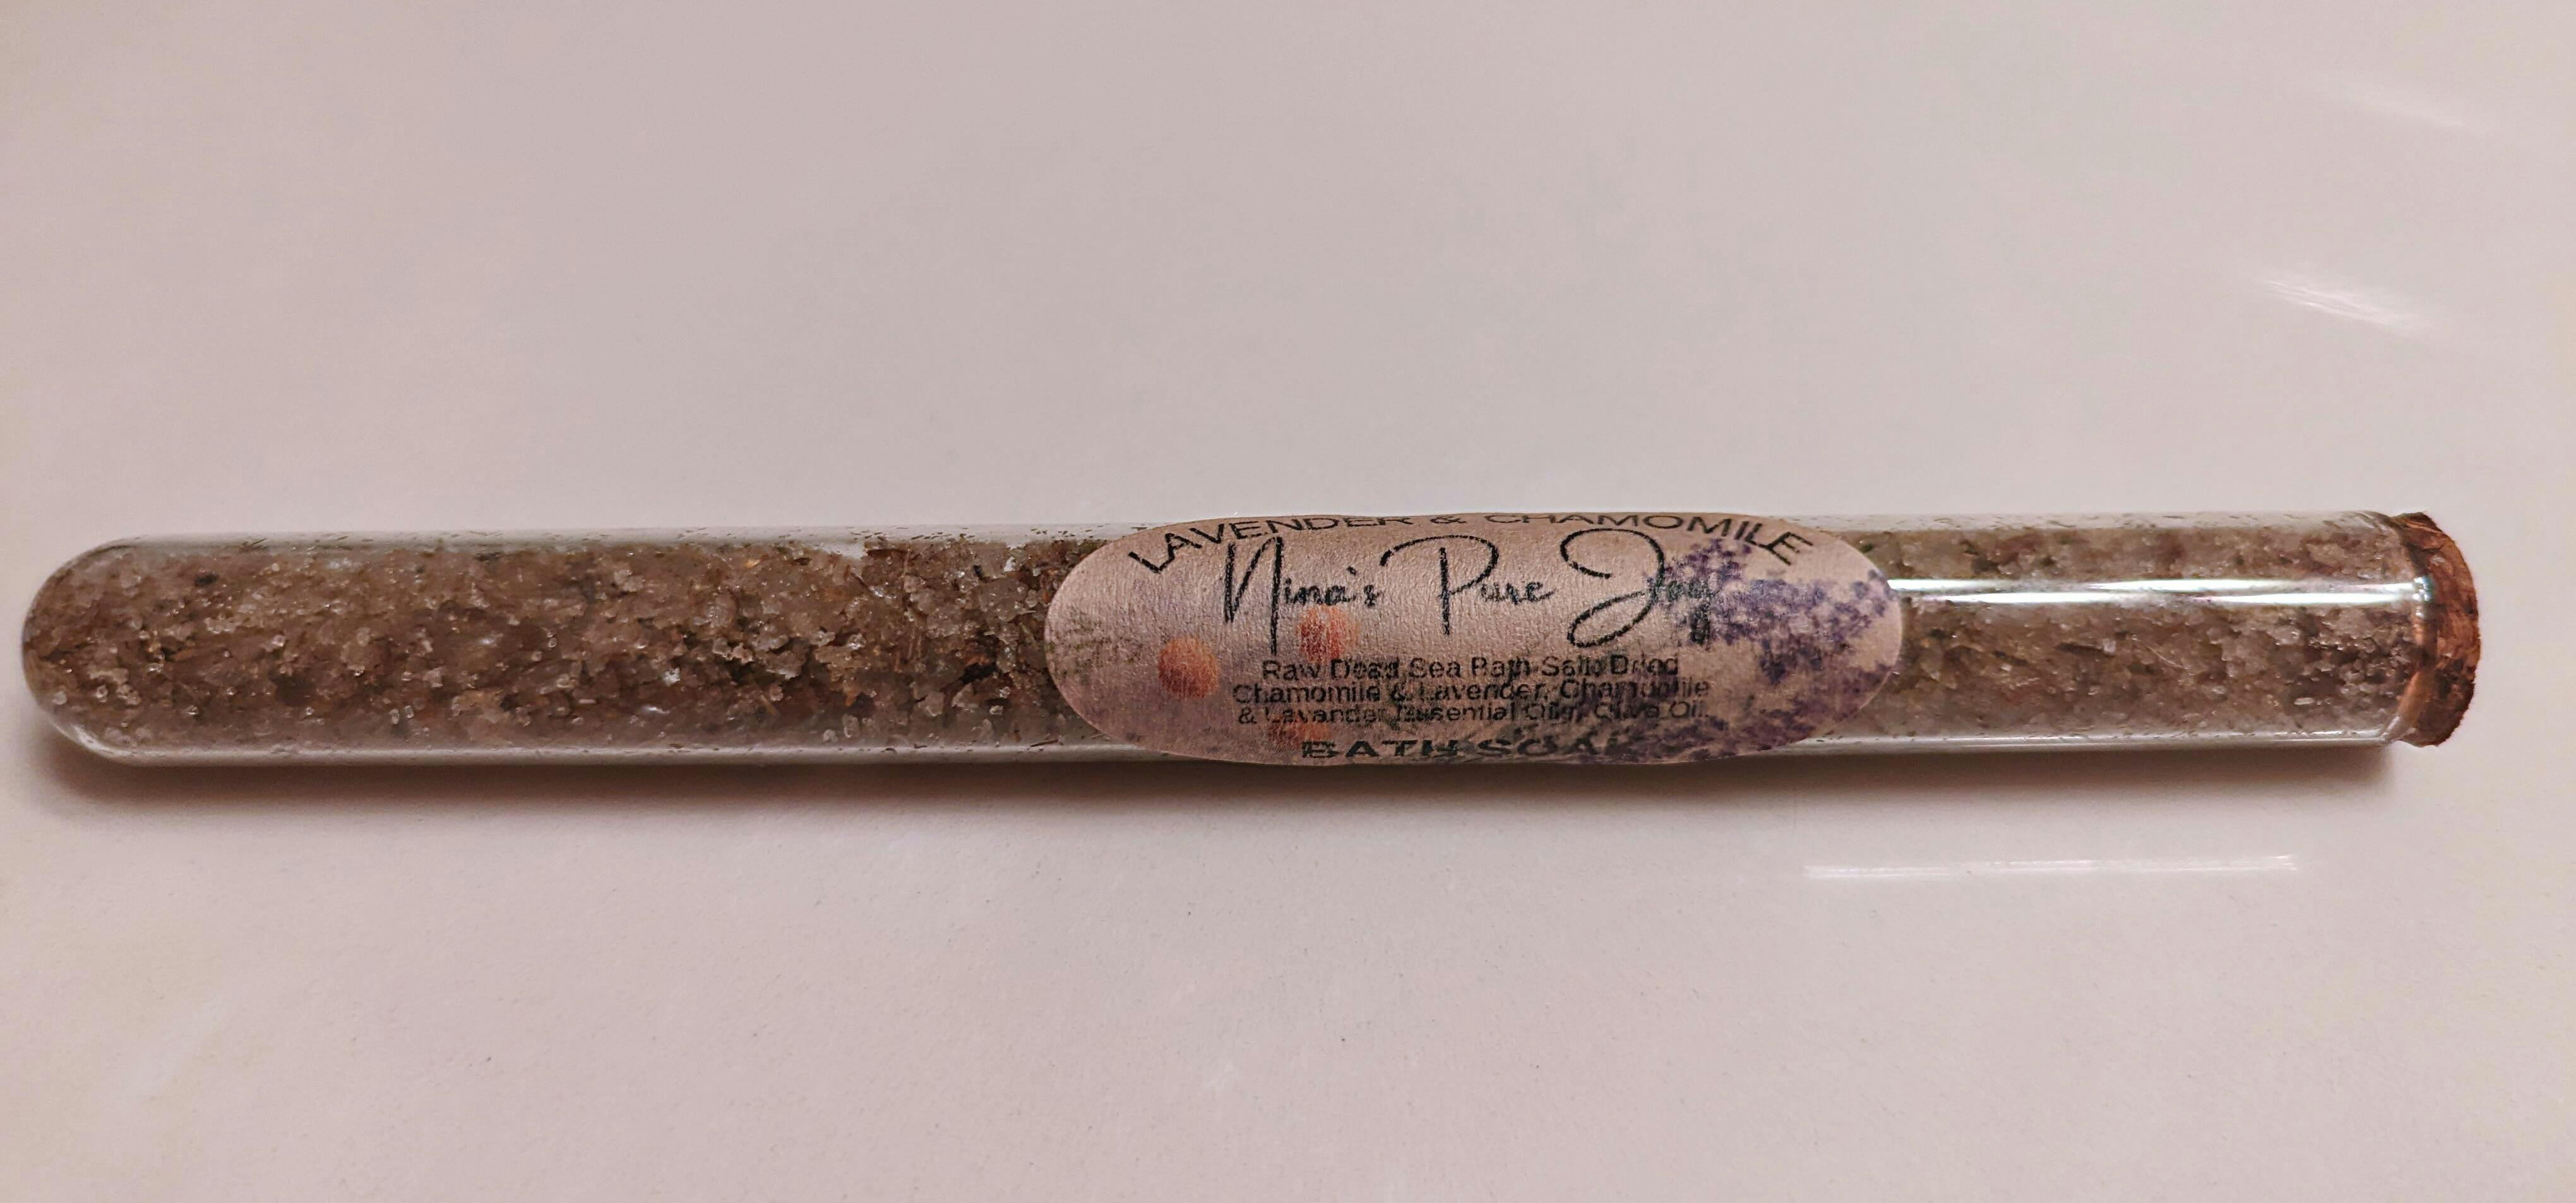 LAVENDER & CHAMOMILE
Nina's Pure Joy
Raw Dead Sea Bath Salt, Dried
Chamomile & Lavender, Chamomile
& Lavander Essential Oils, Olive Oil.
BATH SOAK